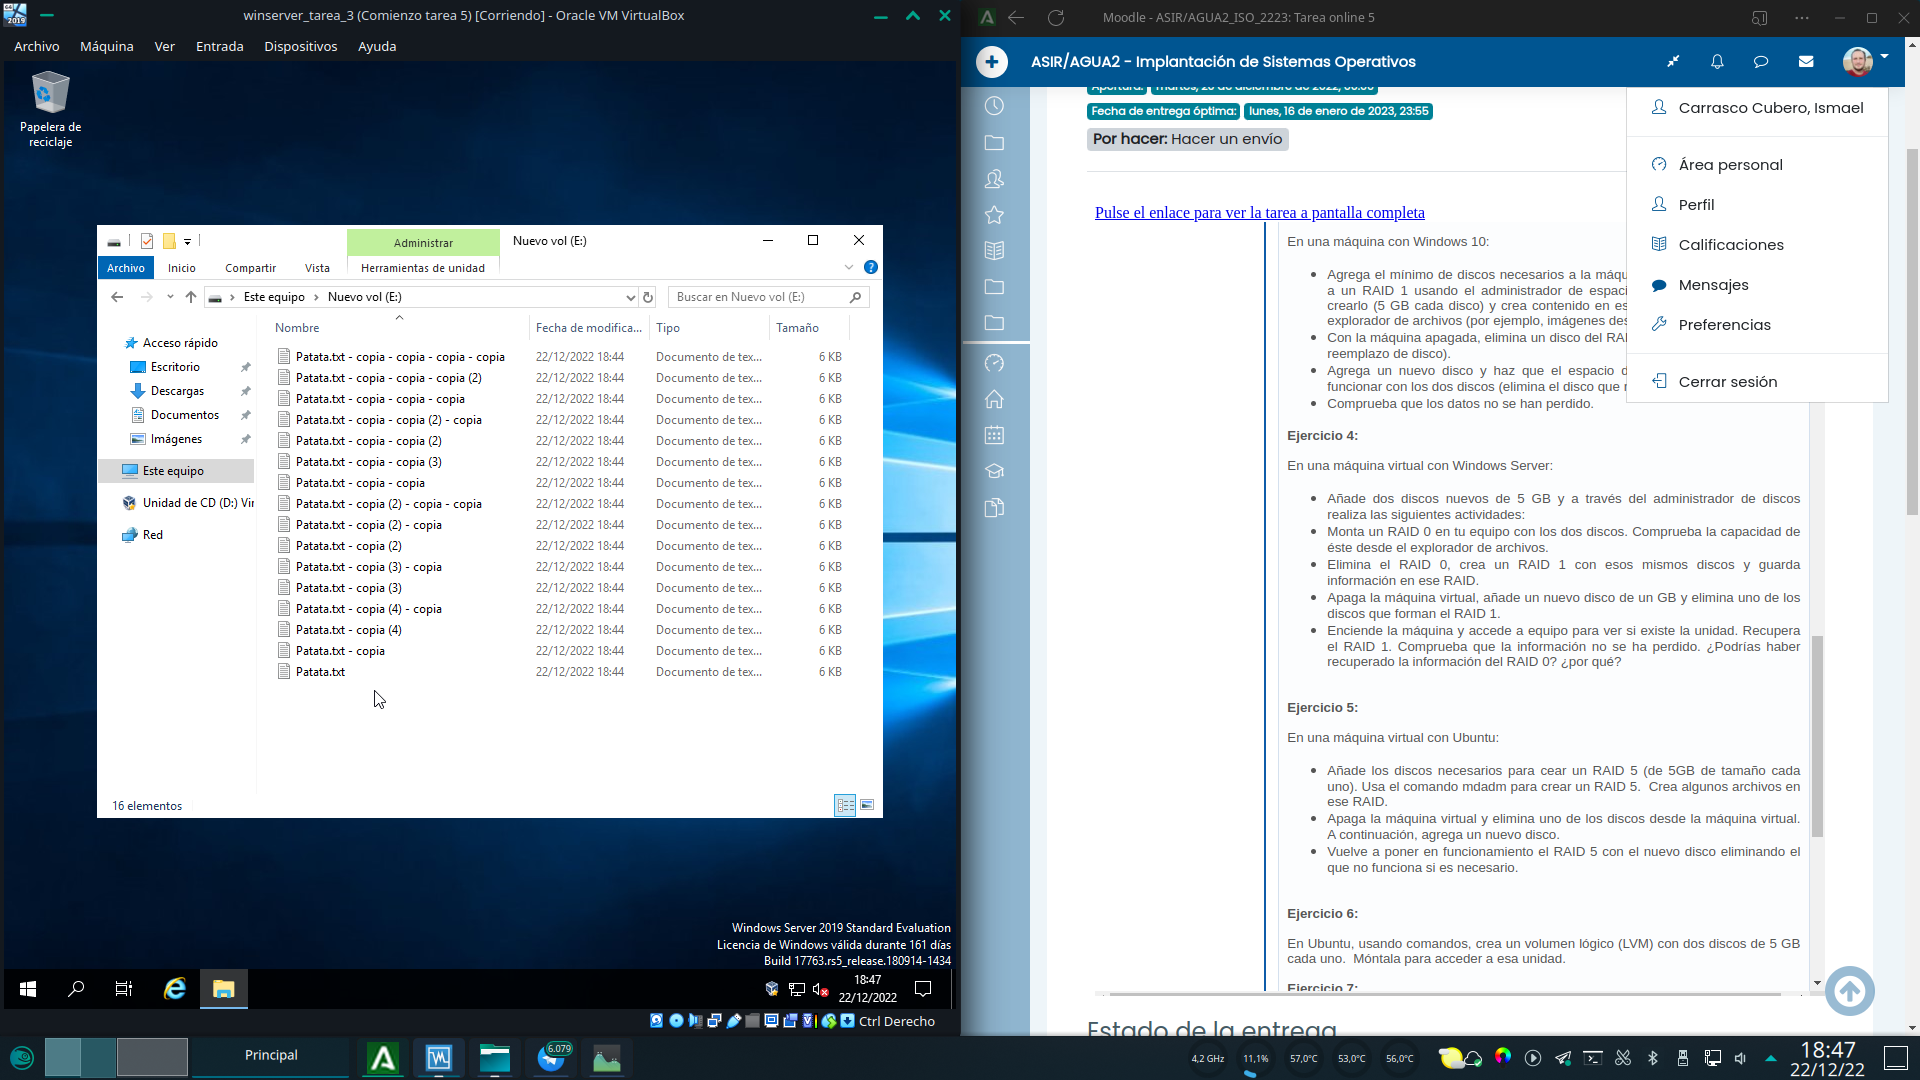 winserver_tarea_3 (Comienzo tarea 5) [Corriendo] - Oracle VM VirtualBox
Archivo Máquina Ver Entrada Dispositivos Ayuda
Papelera de
reciclaje
Administrar Nuevo vol (E:)
Archivo Inicio Compartir Vista Herramientas de unidad
Este equipo Nuevo vol (E:) Buscar en Nuevo vol (E:)
Nombre Fecha de modifica... Tipo Tamaño
Acceso rápido
Escritorio
Descargas
Documentos
Imágenes
Este equipo
Unidad de CD (D:) Vir
Red
Patata.txt - copia - copia - copia - copia 22/12/2022 18:44 Documento de tex... 6 KB
Patata.txt - copia - copia - copia (2) 22/12/2022 18:44 Documento de tex... 6 KB
Patata.txt - copia - copia - copia 22/12/2022 18:44 Documento de tex... 6 KB
Patata.txt - copia - copia (2) - copia 22/12/2022 18:44 Documento de tex... 6 KB
Patata.txt - copia - copia (2) 22/12/2022 18:44 Documento de tex... 6 KB
Patata.txt - copia - copia (3) 22/12/2022 18:44 Documento de tex... 6 KB
Patata.txt - copia - copia 22/12/2022 18:44 Documento de tex... 6 KB
Patata.txt - copia (2) - copia - copia 22/12/2022 18:44 Documento de tex... 6 KB
Patata.txt - copia (2) - copia 22/12/2022 18:44 Documento de tex... 6 KB
Patata.txt - copia (2) 22/12/2022 18:44 Documento de tex... 6 KB
Patata.txt - copia (3) - copia 22/12/2022 18:44 Documento de tex... 6 KB
Patata.txt - copia (3) 22/12/2022 18:44 Documento de tex... 6 KB
Patata.txt - copia (4) - copia 22/12/2022 18:44 Documento de tex... 6 KB
Patata.txt - copia (4) 22/12/2022 18:44 Documento de tex... 6 KB
Patata.txt - copia 22/12/2022 18:44 Documento de tex... 6 KB
Patata.txt 22/12/2022 18:44 Documento de tex... 6 KB
16 elementos
Windows Server 2019 Standard Evaluation
Licencia de Windows válida durante 161 días
Build 17763.rs5_release.180914-1434
18:47
22/12/2022
Ctrl Derecho
Moodle - ASIR/AGUA2_ISO_2223: Tarea online 5
ASIR/AGUA2 - Implantación de Sistemas Operativos
Apertura: martes, 20 de diciembre de 2022, 00:00
Fecha de entrega óptima: lunes, 16 de enero de 2023, 23:55
Por hacer: Hacer un envío
Carrasco Cubero, Ismael
Área personal
Perfil
Calificaciones
Mensajes
Preferencias
Cerrar sesión
Pulse el enlace para ver la tarea a pantalla completa
En una máquina con Windows 10:
Agrega el mínimo de discos necesarios a la máqu
a un RAID 1 usando el administrador de espaci
crearlo (5 GB cada disco) y crea contenido en es
explorador de archivos (por ejemplo, imágenes des
Con la máquina apagada, elimina un disco del RAI
reemplazo de disco).
Agrega un nuevo disco y haz que el espacio d
funcionar con los dos discos (elimina el disco que n
Comprueba que los datos no se han perdido.
Ejercicio 4:
En una máquina virtual con Windows Server:
Añade dos discos nuevos de 5 GB y a través del administrador de discos
realiza las siguientes actividades:
Monta un RAID 0 en tu equipo con los dos discos. Comprueba la capacidad de
éste desde el explorador de archivos.
Elimina el RAID 0, crea un RAID 1 con esos mismos discos y guarda
información en ese RAID.
Apaga la máquina virtual, añade un nuevo disco de un GB y elimina uno de los
discos que forman el RAID 1.
Enciende la máquina y accede a equipo para ver si existe la unidad. Recupera
el RAID 1. Comprueba que la información no se ha perdido. ¿Podrías haber
recuperado la información del RAID 0? ¿por qué?
Ejercicio 5:
En una máquina virtual con Ubuntu:
Añade los discos necesarios para cear un RAID 5 (de 5GB de tamaño cada
uno). Usa el comando mdadm para crear un RAID 5. Crea algunos archivos en
ese RAID.
Apaga la máquina virtual y elimina uno de los discos desde la máquina virtual.
A continuación, agrega un nuevo disco.
Vuelve a poner en funcionamiento el RAID 5 con el nuevo disco eliminando el
que no funciona si es necesario.
Ejercicio 6:
En Ubuntu, usando comandos, crea un volumen lógico (LVM) con dos discos de 5 GB
cada uno. Móntala para acceder a esa unidad.
Ejercicio 7:
Estado de la entrega
Principal
6.079
4,2 GHz 11,1% 57,0°C 53,0°C 56,0°C
18:47
22/12/22